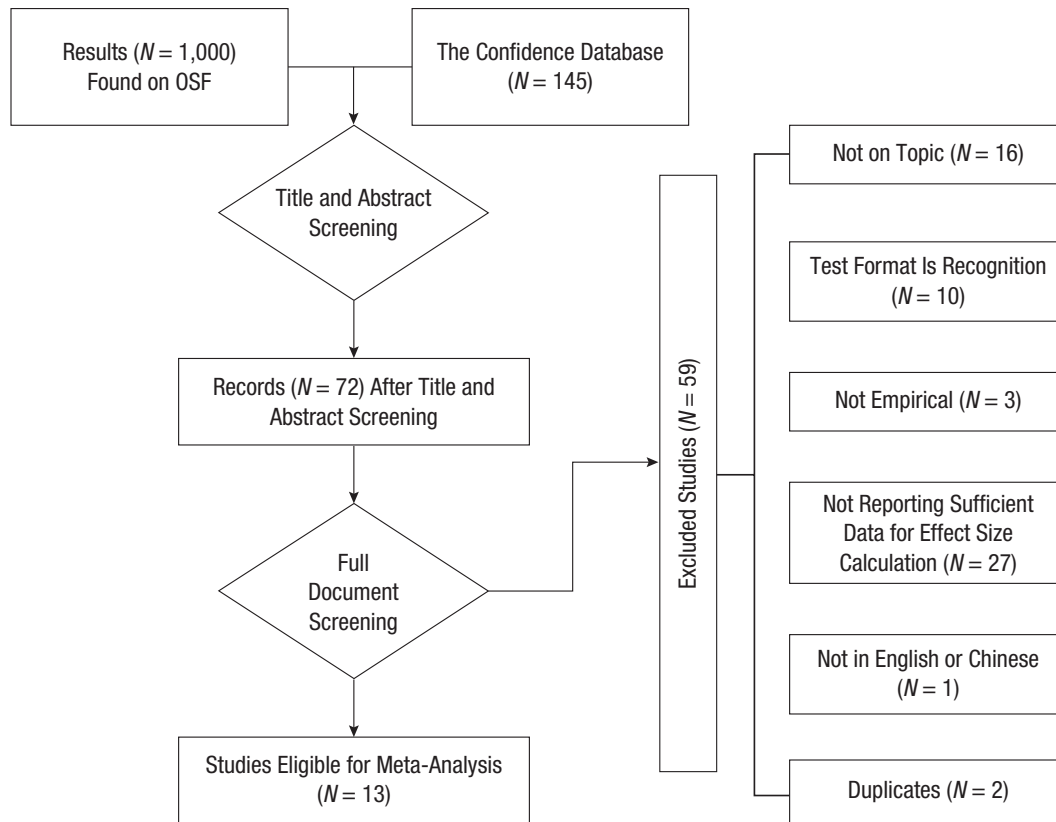 Results (N = 1,000)
Found on OSF
The Confidence Database
(N = 145)
Title and Abstract
Screening
Records (N = 72) After Title and
Abstract Screening
Full
Document
Screening
Studies Eligible for Meta-Analysis
(N = 13)
Excluded Studies (N = 59)
Not on Topic (N = 16)
Test Format Is Recognition
(N = 10)
Not Empirical (N = 3)
Not Reporting Sufficient
Data for Effect Size
Calculation (N = 27)
Not in English or Chinese
(N = 1)
Duplicates (N = 2)